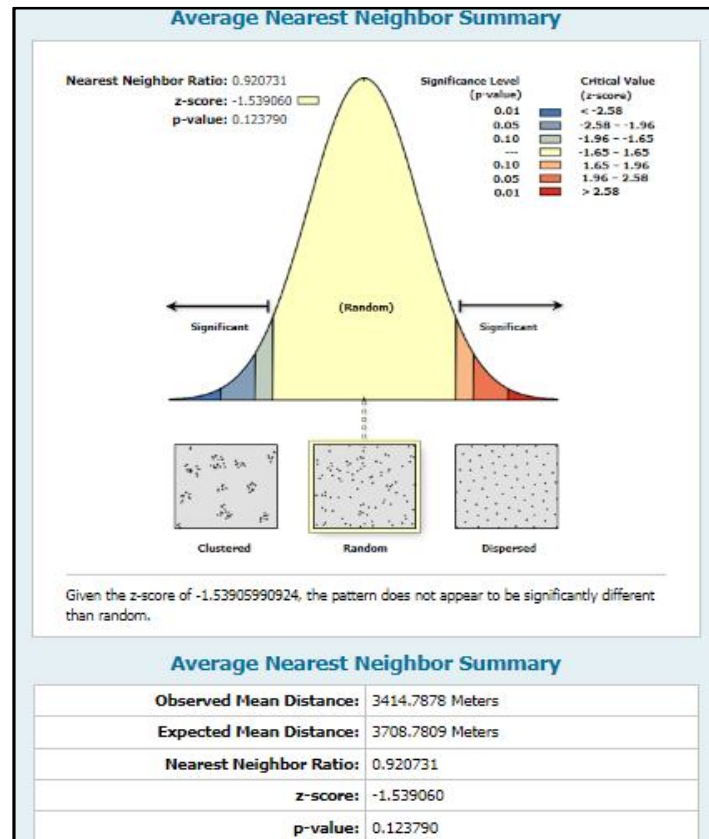 Average Nearest Neighbor Summary
Nearest Neighbor Ratio: 0.920731
z-score: -1.539060
p-value: 0.123790
Significance Level Critical Value
(p-value) (z-score)
0.01 < -2.58
0.05 -2.58 - -1.96
0.10 -1.96 - -1.65
--- -1.65 - 1.65
0.10 1.65 - 1.96
0.05 1.96 - 2.58
0.01 > 2.58
(Random)
Significant Significant
Clustered Random Dispersed
Given the z-score of -1.53905990924, the pattern does not appear to be significantly different
than random.
Average Nearest Neighbor Summary
Observed Mean Distance: 3414.7878 Meters
Expected Mean Distance: 3708.7809 Meters
Nearest Neighbor Ratio: 0.920731
z-score: -1.539060
p-value: 0.123790